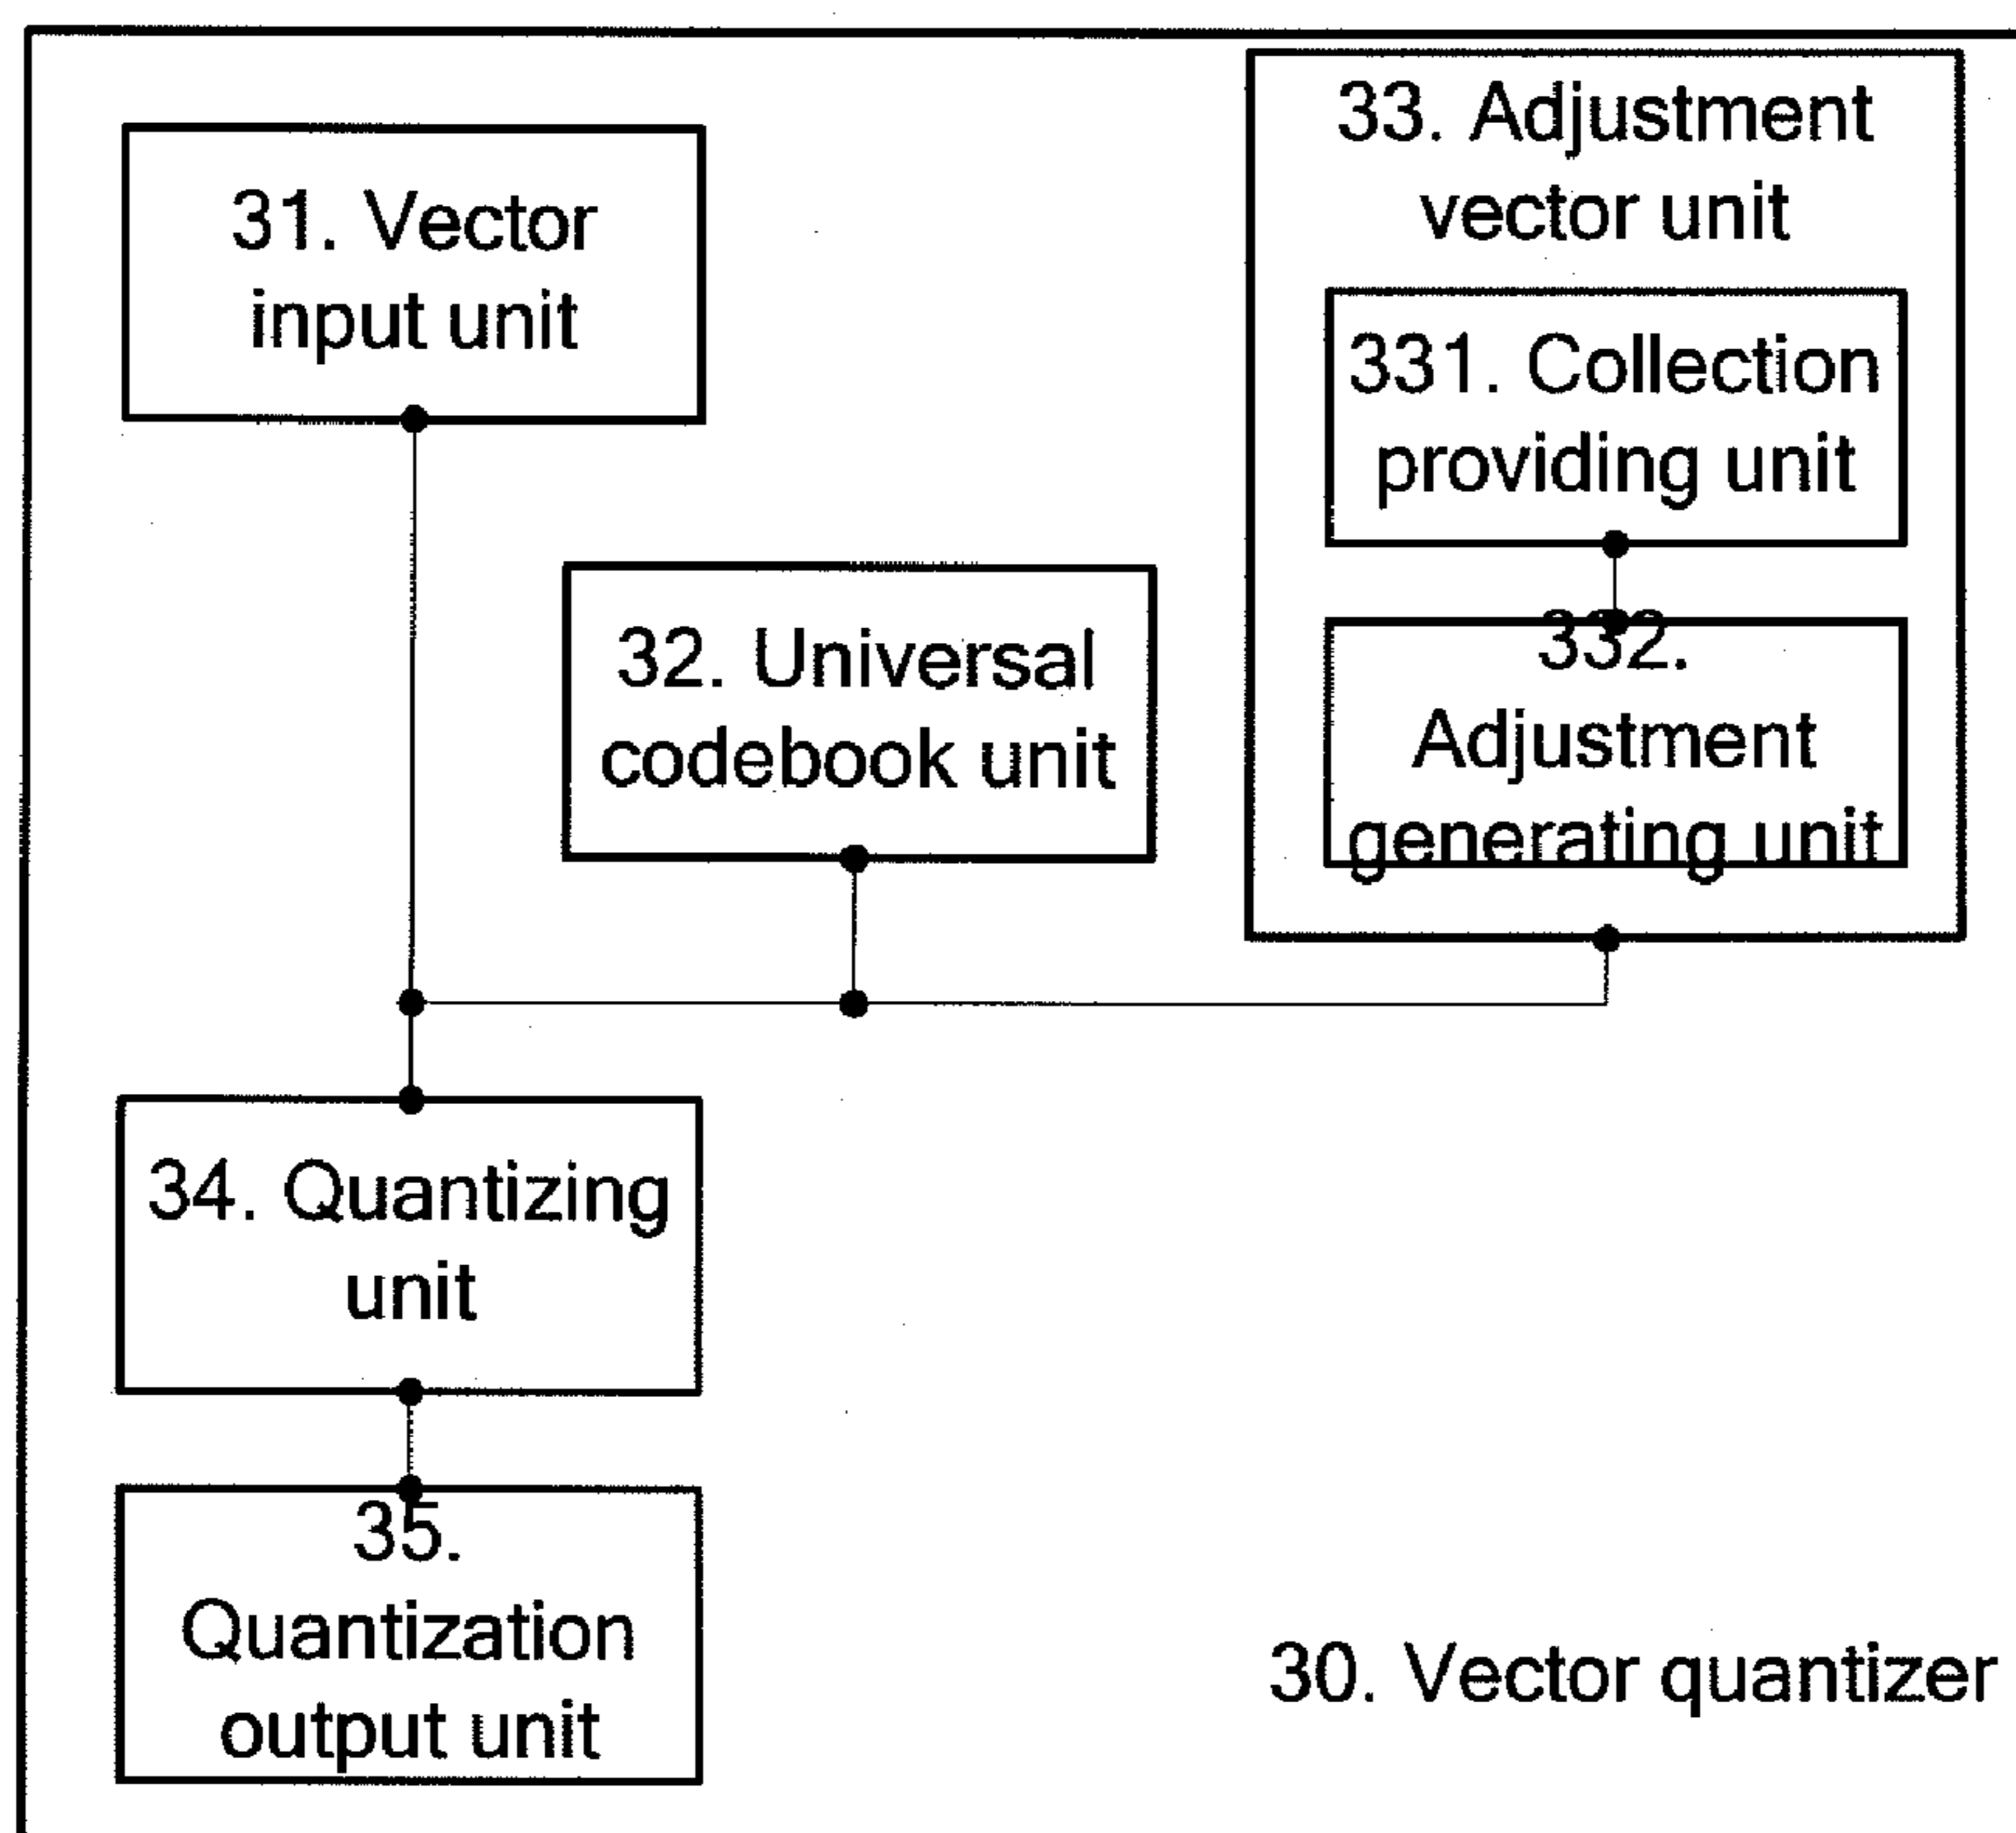 31. Vector
input unit
33. Adjustment
vector unit
331. Collection
providing unit
32. Universal
codebook unit
332.
Adjustment
generating unit
34. Quantizing
unit
35.
Quantization
output unit
30. Vector quantizer